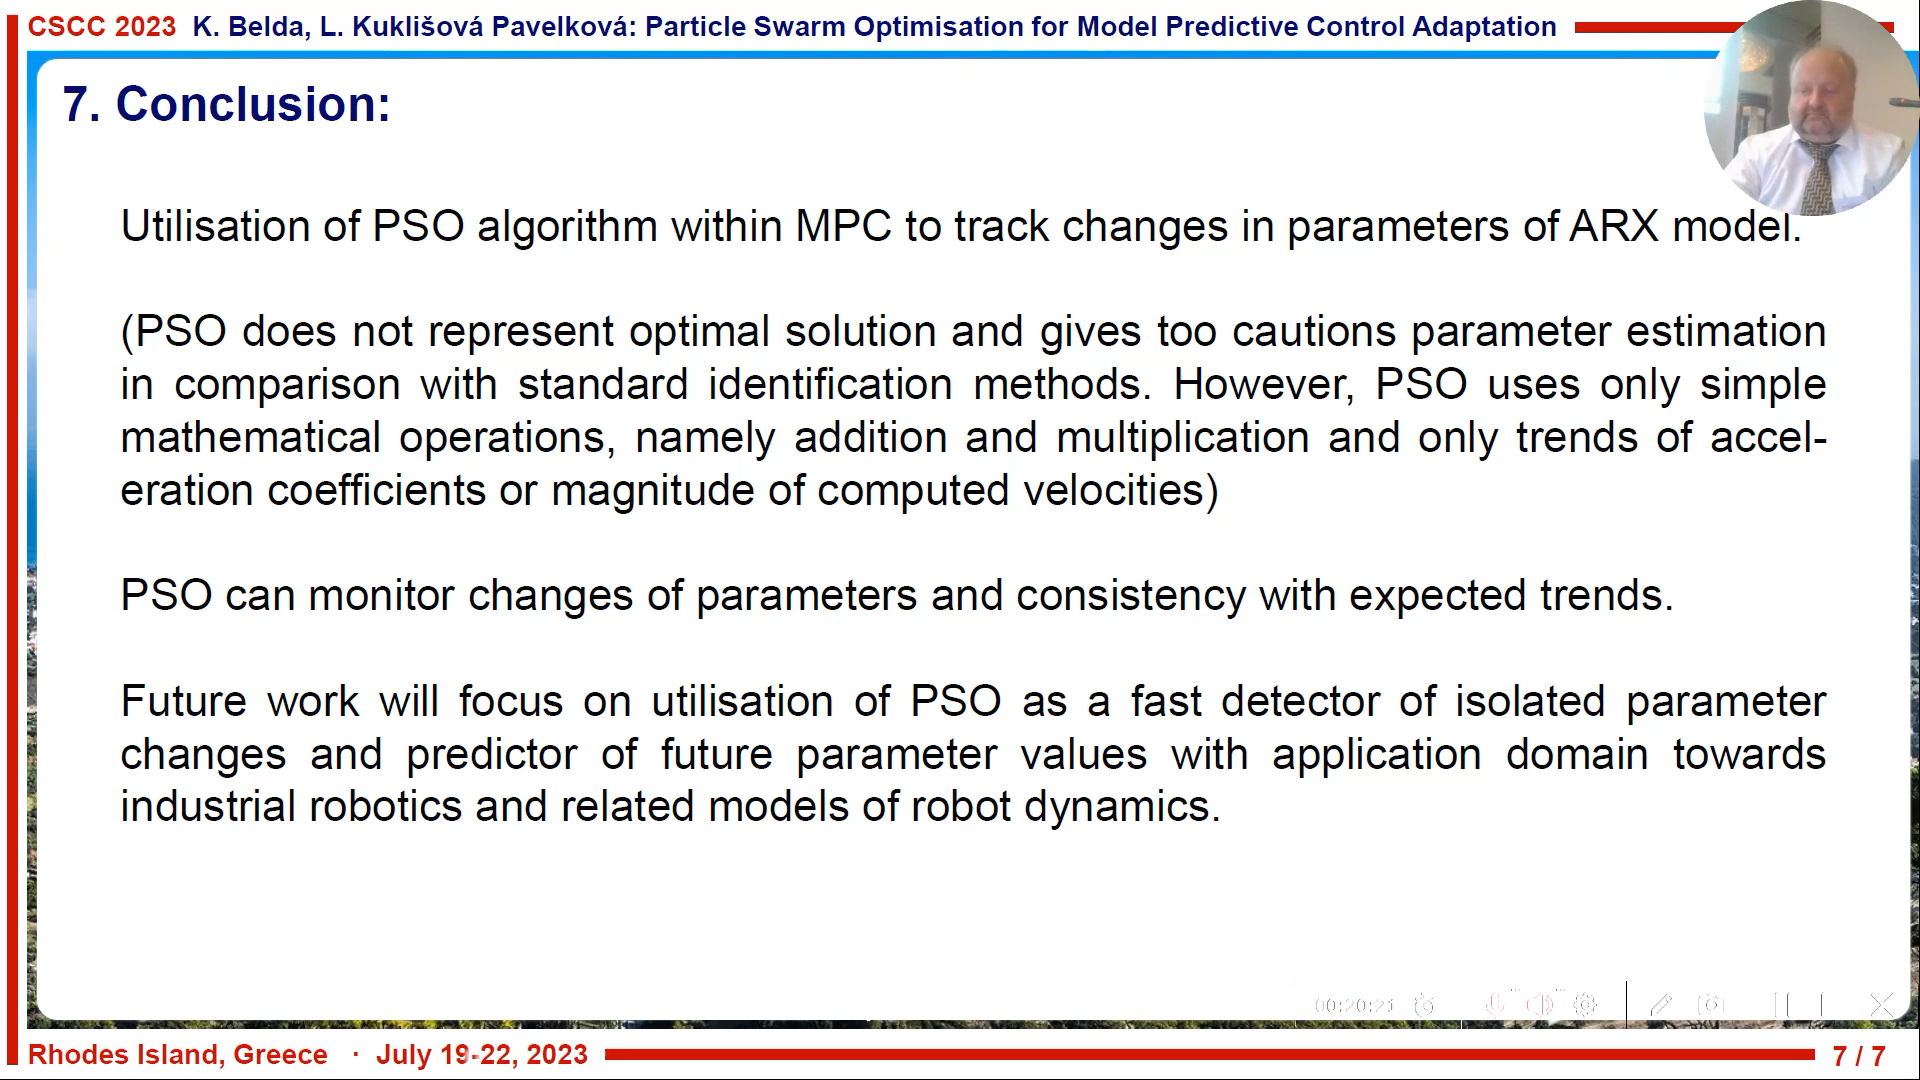 CSCC 2023 K. Belda, L. Kuklišová Pavelková: Particle Swarm Optimisation for Model Predictive Control Adaptation
7. Conclusion:
Utilisation of PSO algorithm within MPC to track changes in parameters of ARX model.
(PSO does not represent optimal solution and gives too cautions parameter estimation
in comparison with standard identification methods. However, PSO uses only simple
mathematical operations, namely addition and multiplication and only trends of accel-
eration coefficients or magnitude of computed velocities)
PSO can monitor changes of parameters and consistency with expected trends.
Future work will focus on utilisation of PSO as a fast detector of isolated parameter
changes and predictor of future parameter values with application domain towards
industrial robotics and related models of robot dynamics.
00:20:21
Rhodes Island, Greece · July 19-22, 2023
7 / 7